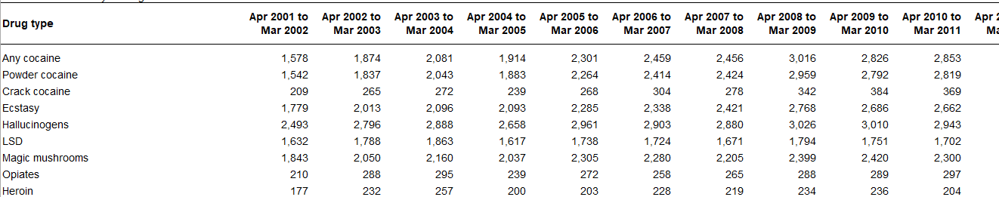 Drug type Apr 2001 to Mar 2002 Apr 2002 to Mar 2003 Apr 2003 to Mar 2004 Apr 2004 to Mar 2005 Apr 2005 to Mar 2006 Apr 2006 to Mar 2007 Apr 2007 to Mar 2008 Apr 2008 to Mar 2009 Apr 2009 to Mar 2010 Apr 2010 to Mar 2011 Apr
Any cocaine 1,578 1,874 2,081 1,914 2,301 2,459 2,456 3,016 2,826 2,853
Powder cocaine 1,542 1,837 2,043 1,883 2,264 2,414 2,424 2,959 2,792 2,819
Crack cocaine 209 265 272 239 268 304 278 342 384 369
Ecstasy 1,779 2,013 2,096 2,093 2,285 2,338 2,421 2,768 2,686 2,662
Hallucinogens 2,493 2,796 2,888 2,658 2,961 2,903 2,880 3,026 3,010 2,943
LSD 1,632 1,788 1,863 1,617 1,738 1,724 1,671 1,794 1,751 1,702
Magic mushrooms 1,843 2,050 2,160 2,037 2,305 2,280 2,205 2,399 2,420 2,300
Opiates 210 288 295 239 272 258 265 288 289 297
Heroin 177 232 257 200 203 228 219 234 236 204